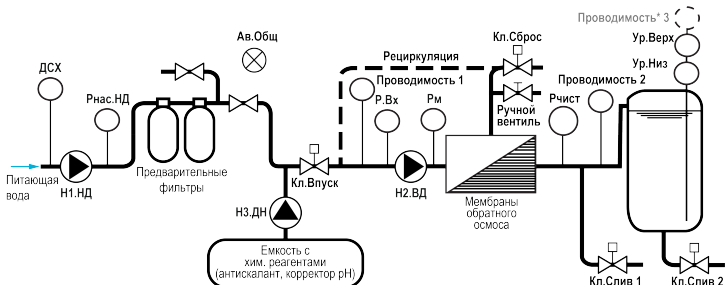 Проводимость* 3
Кл.Сброс
Ав.Общ
Ур.Верх
Рециркуляция
ДСХ
Ур.Низ
Проводимость 1
Проводимость 2
Рнас.НД
Р.Вх
Рм
Ручной
вентиль
Рчист
Питающая
вода
Н1.НД
Предварительные
фильтры
Кл.Впуск
Н2.ВД
Мембраны
обратного
осмоса
Н3.ДН
Емкость с
хим. реагентами
(антискалант, корректор pH)
Кл.Слив 1
Кл.Слив 2